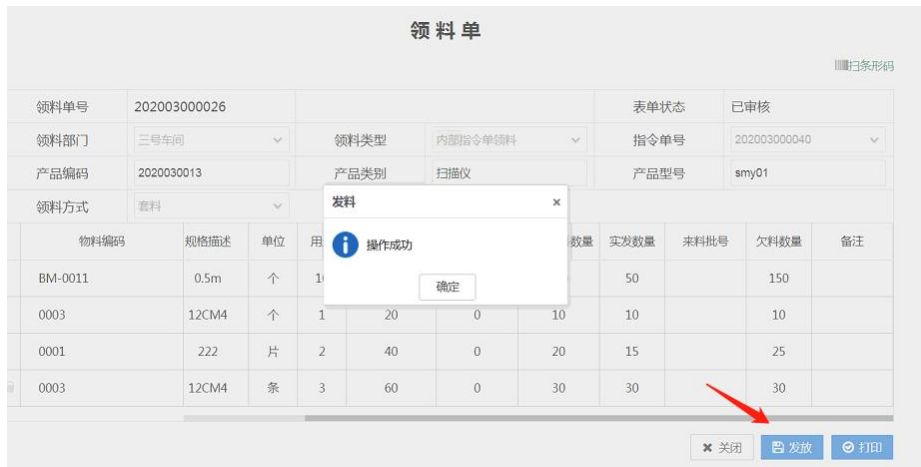 领料单
扫条形码
领料单号 202003000026 表单状态 已审核
领料部门 三号车间 领料类型 内部指令单领料 指令单号 202003000040
产品编码 2020030013 产品类别 扫描仪 产品型号 smy01
领料方式 套料
发料 ×
操作成功
确定
物料编码 规格描述 单位 用 数量 实发数量 来料批号 欠料数量 备注
BM-0011 0.5m 个 50 150
0003 12CM4 个 1 20 0 10 10 10
0001 222 片 2 40 0 20 15 25
0003 12CM4 条 3 60 0 30 30 30
关闭 发放 打印